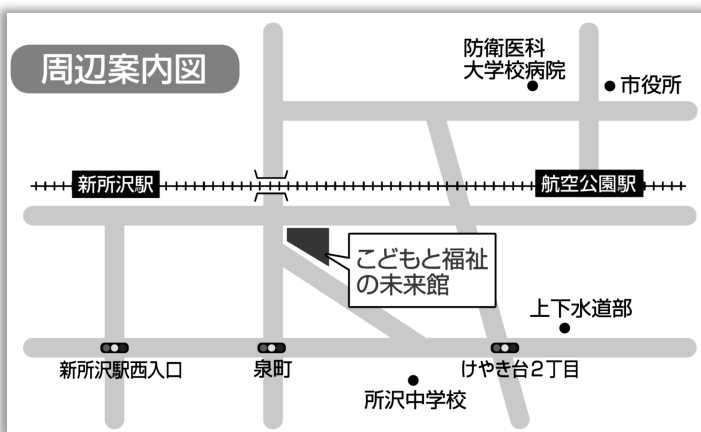 周辺案内図
防衛医科
大学校病院
市役所
新所沢駅
航空公園駅
こどもと福祉
の未来館
上下水道部
新所沢駅西入口
泉町
けやき台2丁目
所沢中学校